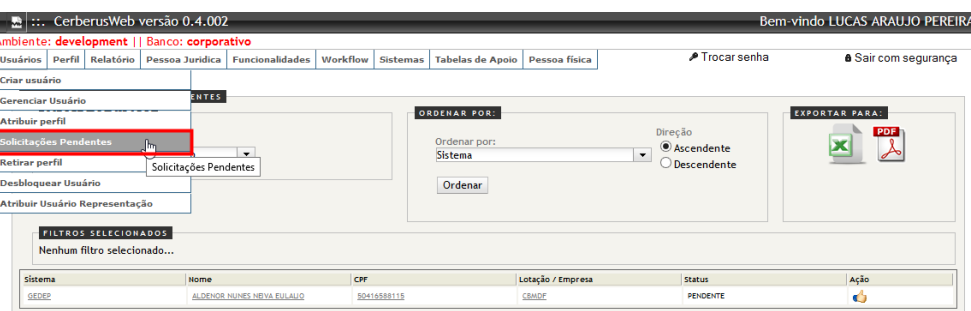 ::. CerberusWeb versão 0.4.002
Bem-vindo LUCAS ARAUJO PEREIRA
Ambiente: development || Banco: corporativo
Usuários Perfil Relatório Pessoa Juridica Funcionalidades Workflow Sistemas Tabelas de Apoio Pessoa física
Trocar senha
Sair com segurança
Criar usuário
Gerenciar Usuário
Atribuir perfil
Solicitações Pendentes
Retirar perfil
Desbloquear Usuário
Atribuir Usuário Representação
Solicitações Pendentes
ORDENAR POR:
Ordenar por:
Sistema
Direção
Ascendente
Descendente
Ordenar
EXPORTAR PARA:
PDF
FILTROS SELECIONADOS
Nenhum filtro selecionado...
Sistema Nome CPF Lotação / Empresa Status Ação
GEDEP ALDENOR NUNES NEIVA EULALIO 50416588115 CBMDF PENDENTE